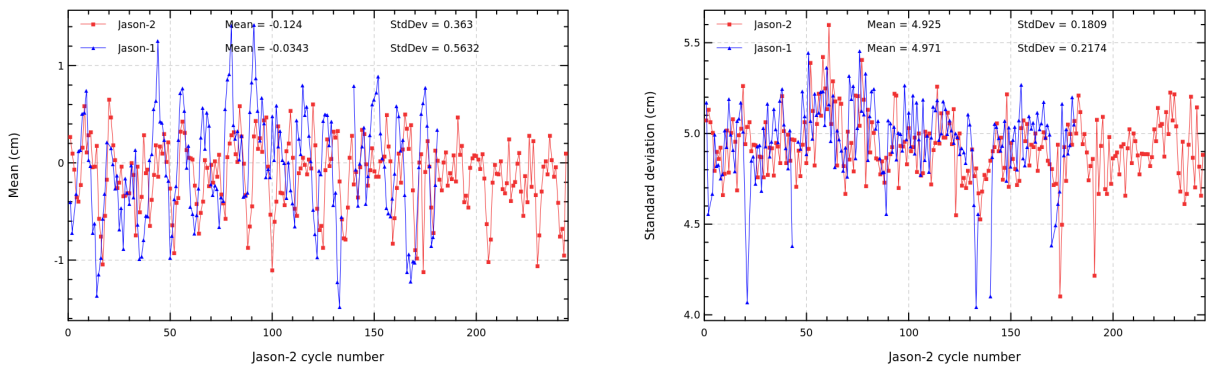 Jason-2 Mean = -0.124 StdDev = 0.363
Jason-1 Mean = -0.0343 StdDev = 0.5632
1
0
-1
Mean (cm)
0 50 100 150 200
Jason-2 cycle number
Jason-2 Mean = 4.925 StdDev = 0.1809
Jason-1 Mean = 4.971 StdDev = 0.2174
5.5
5.0
4.5
4.0
Standard deviation (cm)
0 50 100 150 200
Jason-2 cycle number